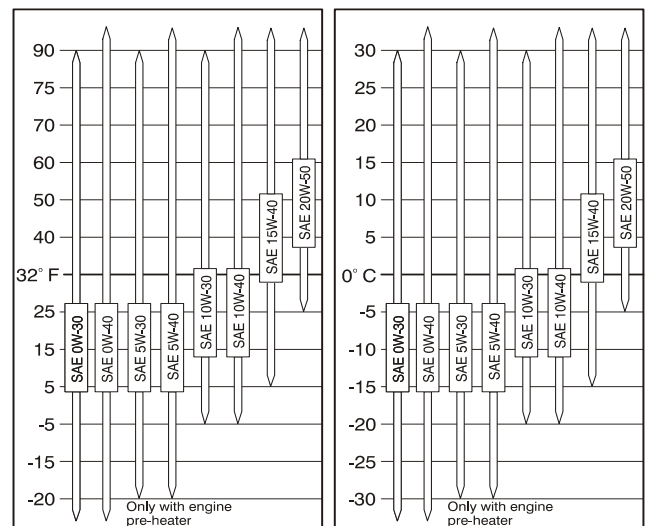 90
75
70
60
50
40
32° F
25
15
5
-5
-15
-20
SAE 0W-30
SAE 0W-40
SAE 5W-30
SAE 5W-40
SAE 10W-30
SAE 10W-40
SAE 15W-40
SAE 20W-50
Only with engine
pre-heater
30
25
20
15
10
5
0° C
-5
-10
-15
-20
-25
-30
SAE 0W-30
SAE 0W-40
SAE 5W-30
SAE 5W-40
SAE 10W-30
SAE 10W-40
SAE 15W-40
SAE 20W-50
Only with engine
pre-heater